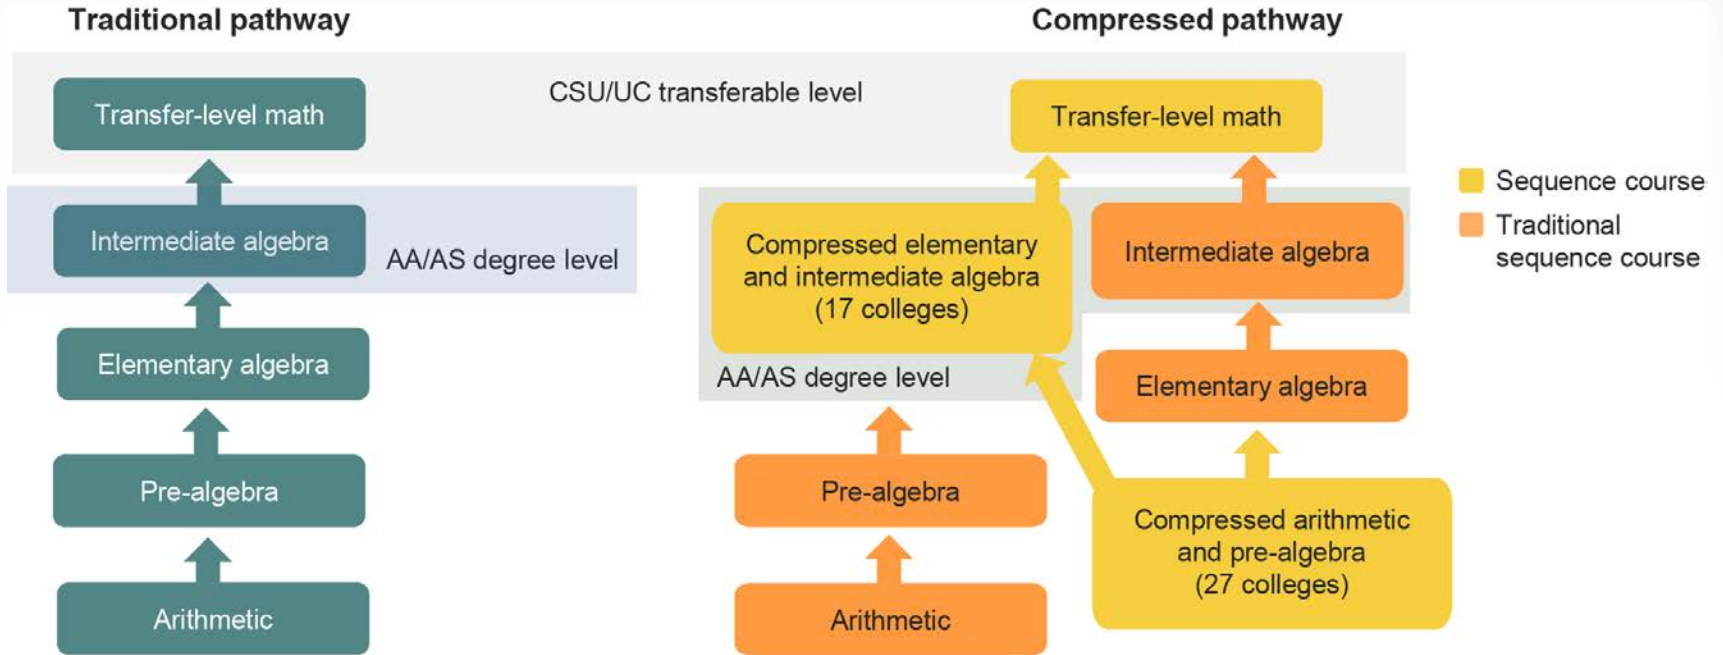 Traditional pathway
Compressed pathway
CSU/UC transferable level
Transfer-level math
Transfer-level math
Intermediate algebra
AA/AS degree level
Elementary algebra
Pre-algebra
Arithmetic
Compressed elementary
and intermediate algebra
(17 colleges)
AA/AS degree level
Pre-algebra
Arithmetic
Intermediate algebra
Elementary algebra
Compressed arithmetic
and pre-algebra
(27 colleges)
Sequence course
Traditional
sequence course